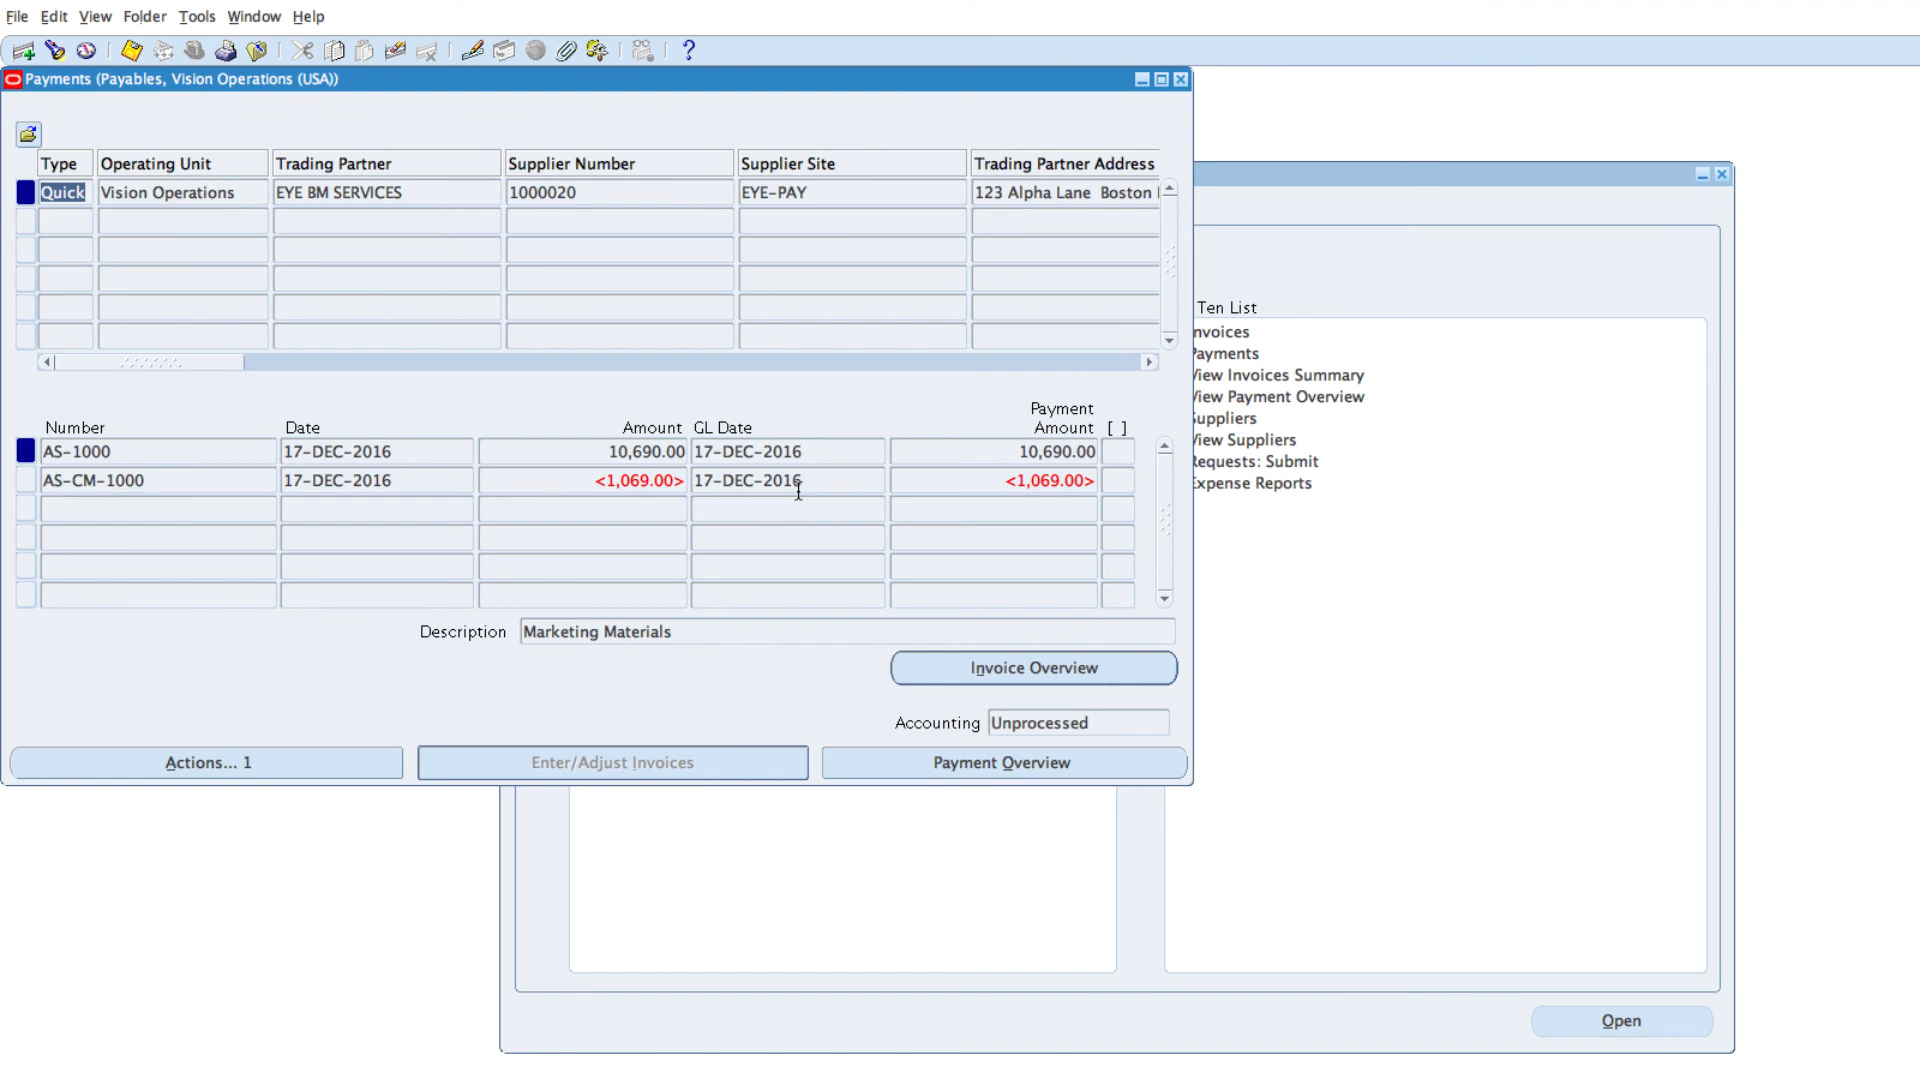 File Edit View Folder Tools Window Help
Payments (Payables, Vision Operations (USA))
Type Operating Unit Trading Partner Supplier Number Supplier Site Trading Partner Address
Quick Vision Operations EYE BM SERVICES 1000020 EYE-PAY 123 Alpha Lane Boston
Ten List
nvoices
Payments
View Invoices Summary
View Payment Overview
Suppliers
View Suppliers
Requests: Submit
Expense Reports
Payment
Number Date Amount GL Date Amount [ ]
AS-1000 17-DEC-2016 10,690.00 17-DEC-2016 10,690.00
AS-CM-1000 17-DEC-2016 <1,069.00> 17-DEC-2016 <1,069.00>
Description Marketing Materials
Invoice Overview
Accounting Unprocessed
Actions... 1 Enter/Adjust Invoices Payment Overview
Open